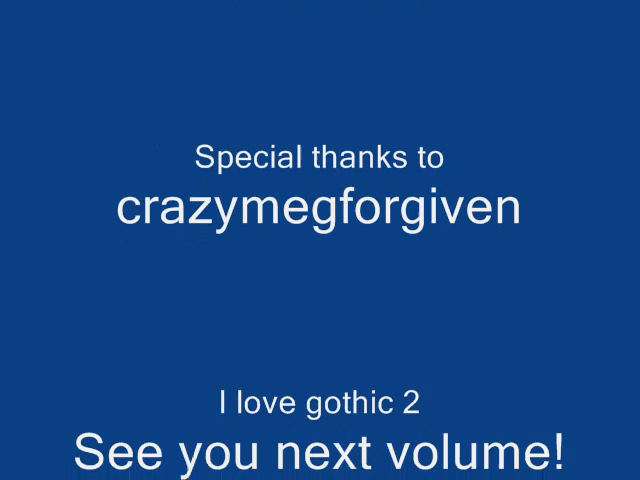 Special thanks to
crazymegforgiven
I love gothic 2
See you next volume!